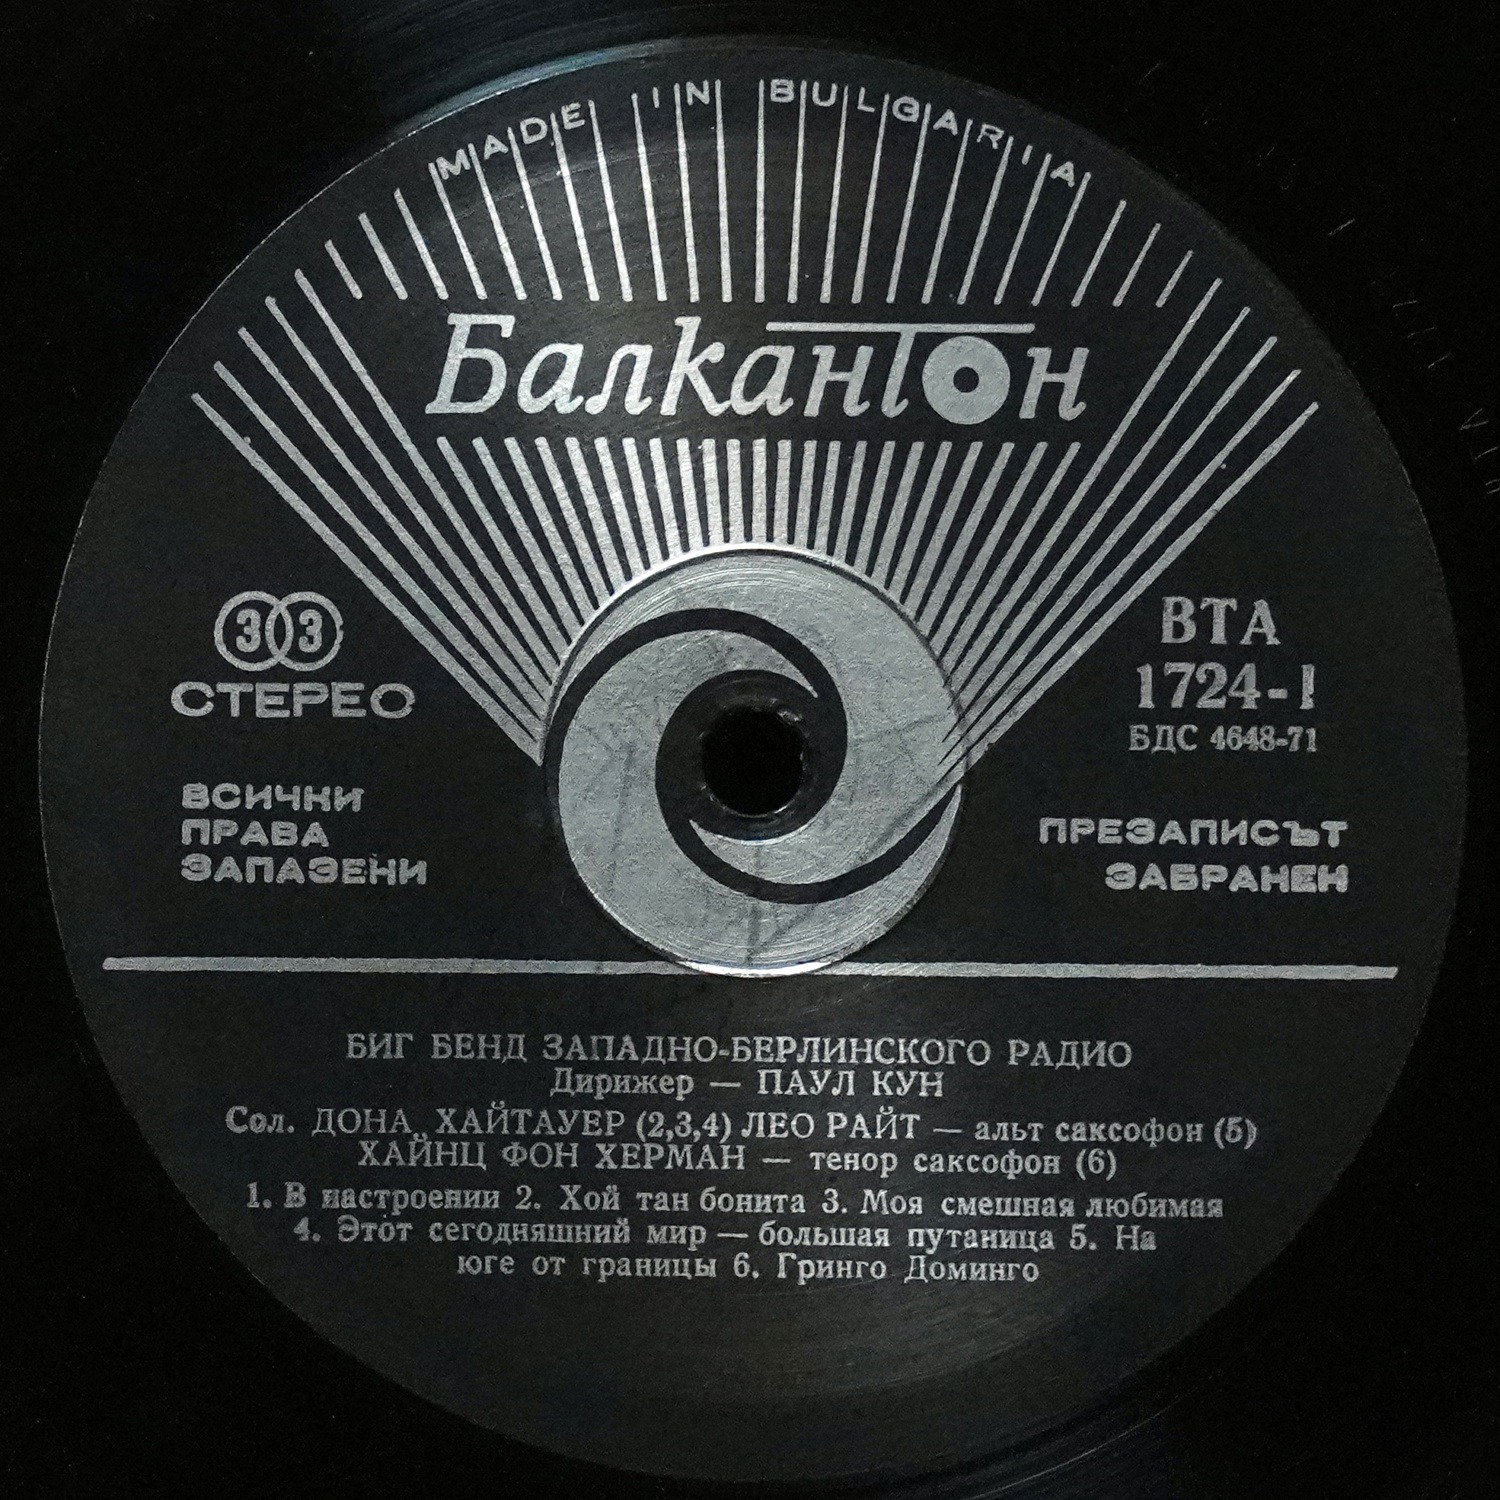 MADE IN BULGARIA
Балкантон
33
СТЕРЕО
ВТА
1724-I
БДС 4648-71
ВСИЧКИ
ПРАВА
ЗАПАЗЕНИ
ПРЕЗАПИСЪТ
ЗАБРАНЕН
БИГ БЕНД ЗАПАДНО-БЕРЛИНСКОГО РАДИО
Дирижер — ПАУЛ КУН
Сол. ДОНА ХАЙТАУЕР (2,3,4) ЛЕО РАЙТ — альт саксофон (5)
ХАЙНЦ ФОН ХЕРМАН — тенор саксофон (6)
1. В настроении 2. Хой тан бонита 3. Моя смешная любимая
4. Этот сегодняшний мир — большая путаница 5. На
юге от границы 6. Гринго Доминго